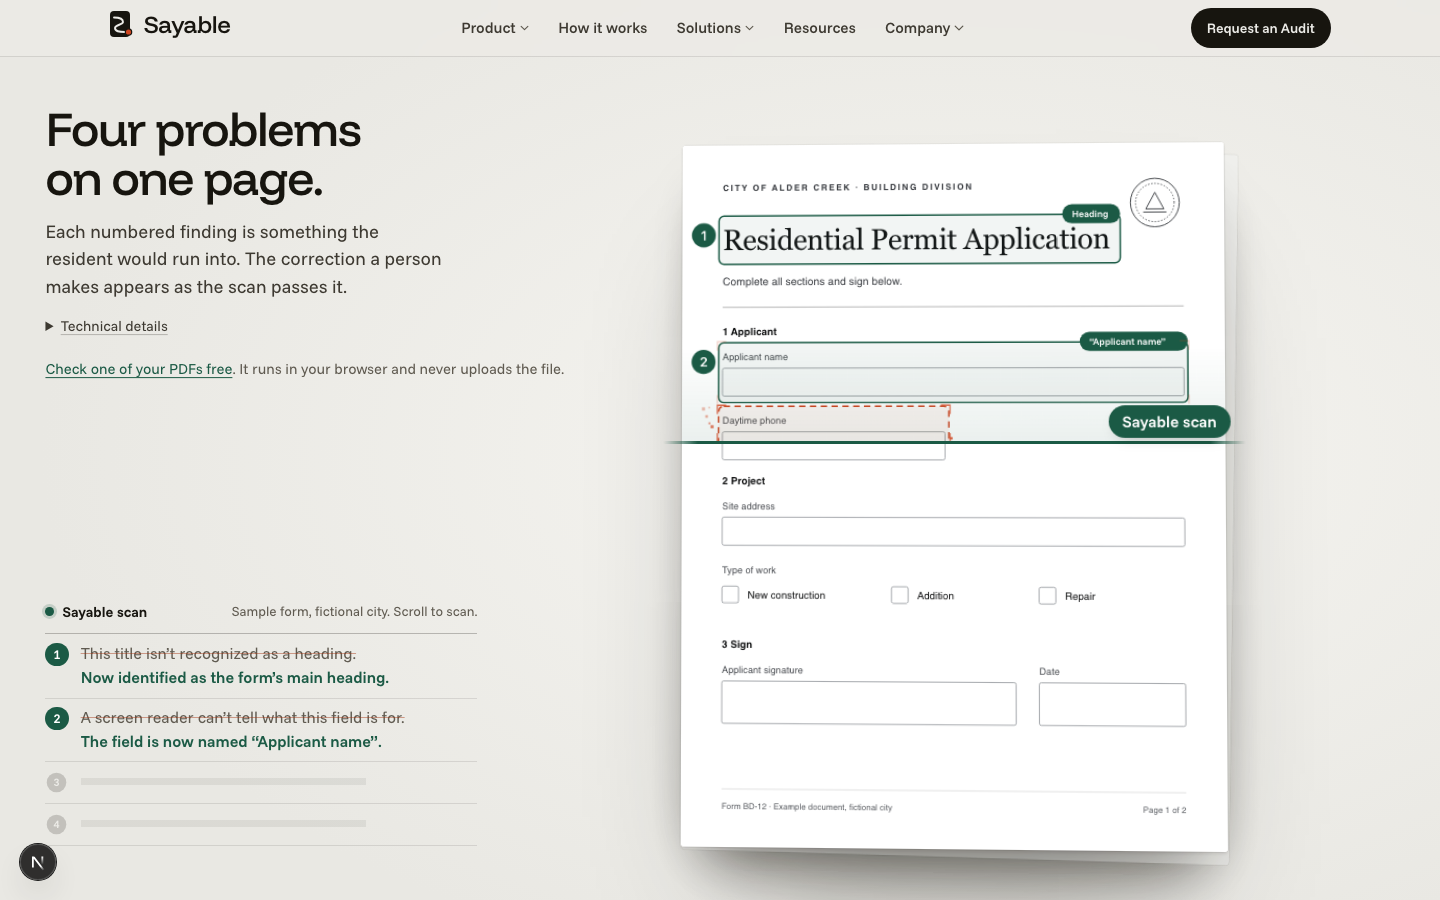 Sayable
Product
How it works
Solutions
Resources
Company
Request an Audit
Four problems
on one page.
Each numbered finding is something the
resident would run into. The correction a person
makes appears as the scan passes it.
Technical details
Check one of your PDFs free. It runs in your browser and never uploads the file.
Sayable scan
Sample form, fictional city. Scroll to scan.
1 This title isn’t recognized as a heading.
Now identified as the form’s main heading.
2 A screen reader can’t tell what this field is for.
The field is now named “Applicant name”.
3
4
N
CITY OF ALDER CREEK · BUILDING DIVISION
Heading
1 Residential Permit Application
Complete all sections and sign below.
1 Applicant
“Applicant name”
2 Applicant name
Daytime phone
Sayable scan
2 Project
Site address
Type of work
New construction
Addition
Repair
3 Sign
Applicant signature
Date
Form BD-12 · Example document, fictional city
Page 1 of 2